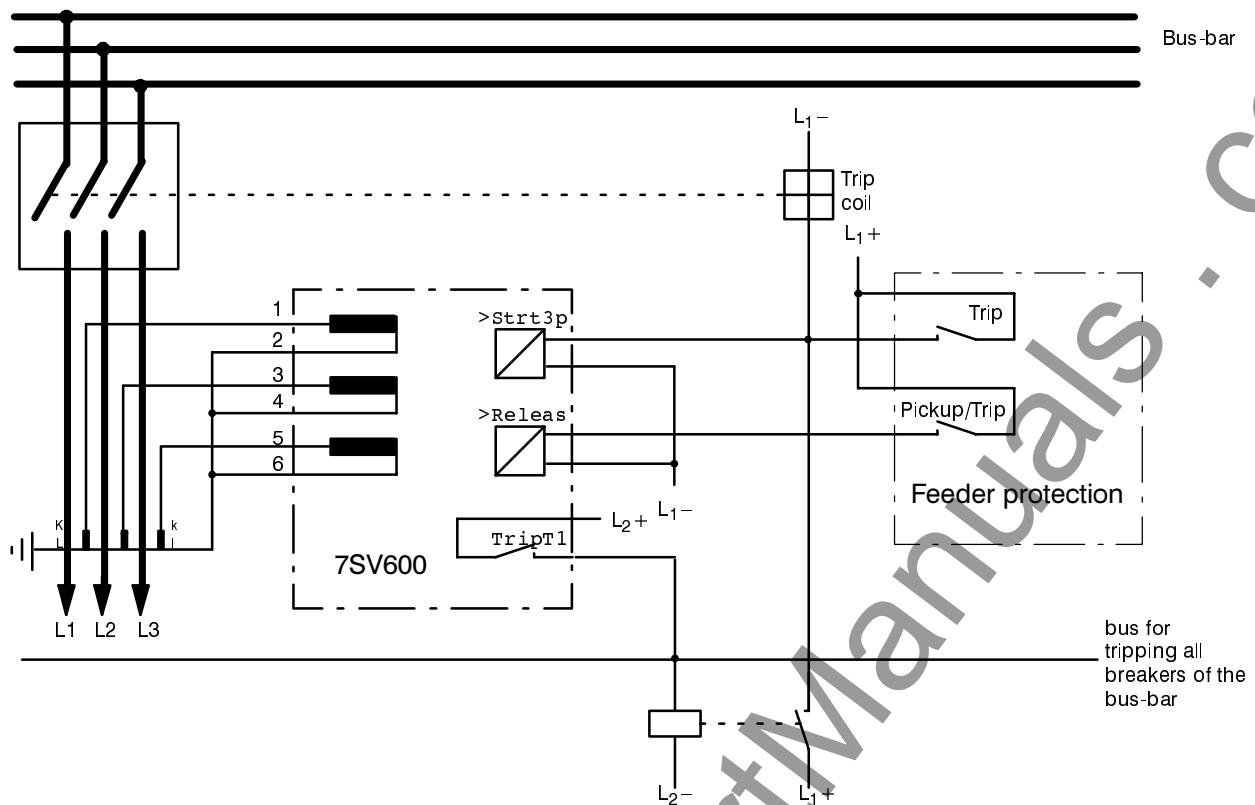 Bus-bar
L1−
Trip
coil
L1+
1
>Strt3p
Trip
2
3
4
>Releas
Pickup/Trip
5
6
Feeder protection
K
k
L
l
L2+
L1−
TripT1
7SV600
L1
L2
L3
bus for
tripping all
breakers of the
bus-bar
L2−
L1+
rtManuals . c